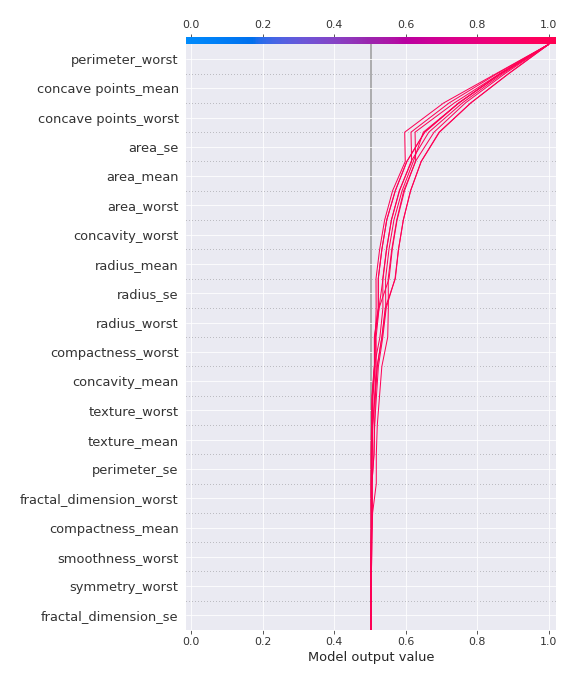 0.0 0.2 0.4 0.6 0.8 1.0
perimeter_worst
concave points_mean
concave points_worst
area_se
area_mean
area_worst
concavity_worst
radius_mean
radius_se
radius_worst
compactness_worst
concavity_mean
texture_worst
texture_mean
perimeter_se
fractal_dimension_worst
compactness_mean
smoothness_worst
symmetry_worst
fractal_dimension_se
0.0 0.2 0.4 0.6 0.8 1.0
Model output value